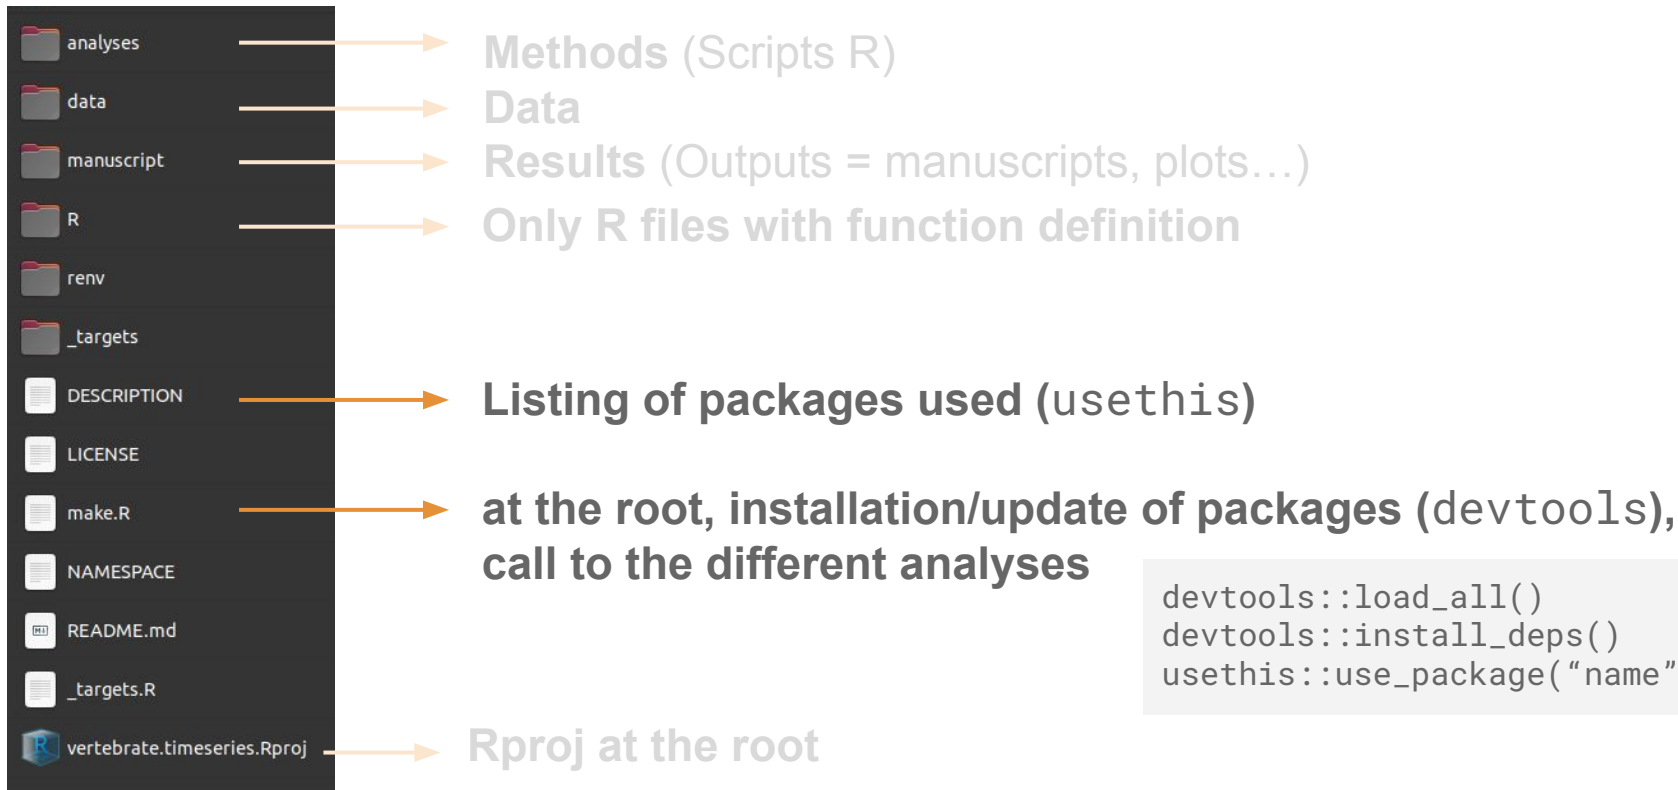 analyses
Methods (Scripts R)
data
Data
manuscript
Results (Outputs = manuscripts, plots…)
R
Only R files with function definition
renv
_targets
DESCRIPTION
Listing of packages used (usethis)
LICENSE
make.R
at the root, installation/update of packages (devtools),
call to the different analyses
NAMESPACE
devtools::load_all()
devtools::install_deps()
usethis::use_package(“name”
README.md
_targets.R
vertebrate.timeseries.Rproj
Rproj at the root